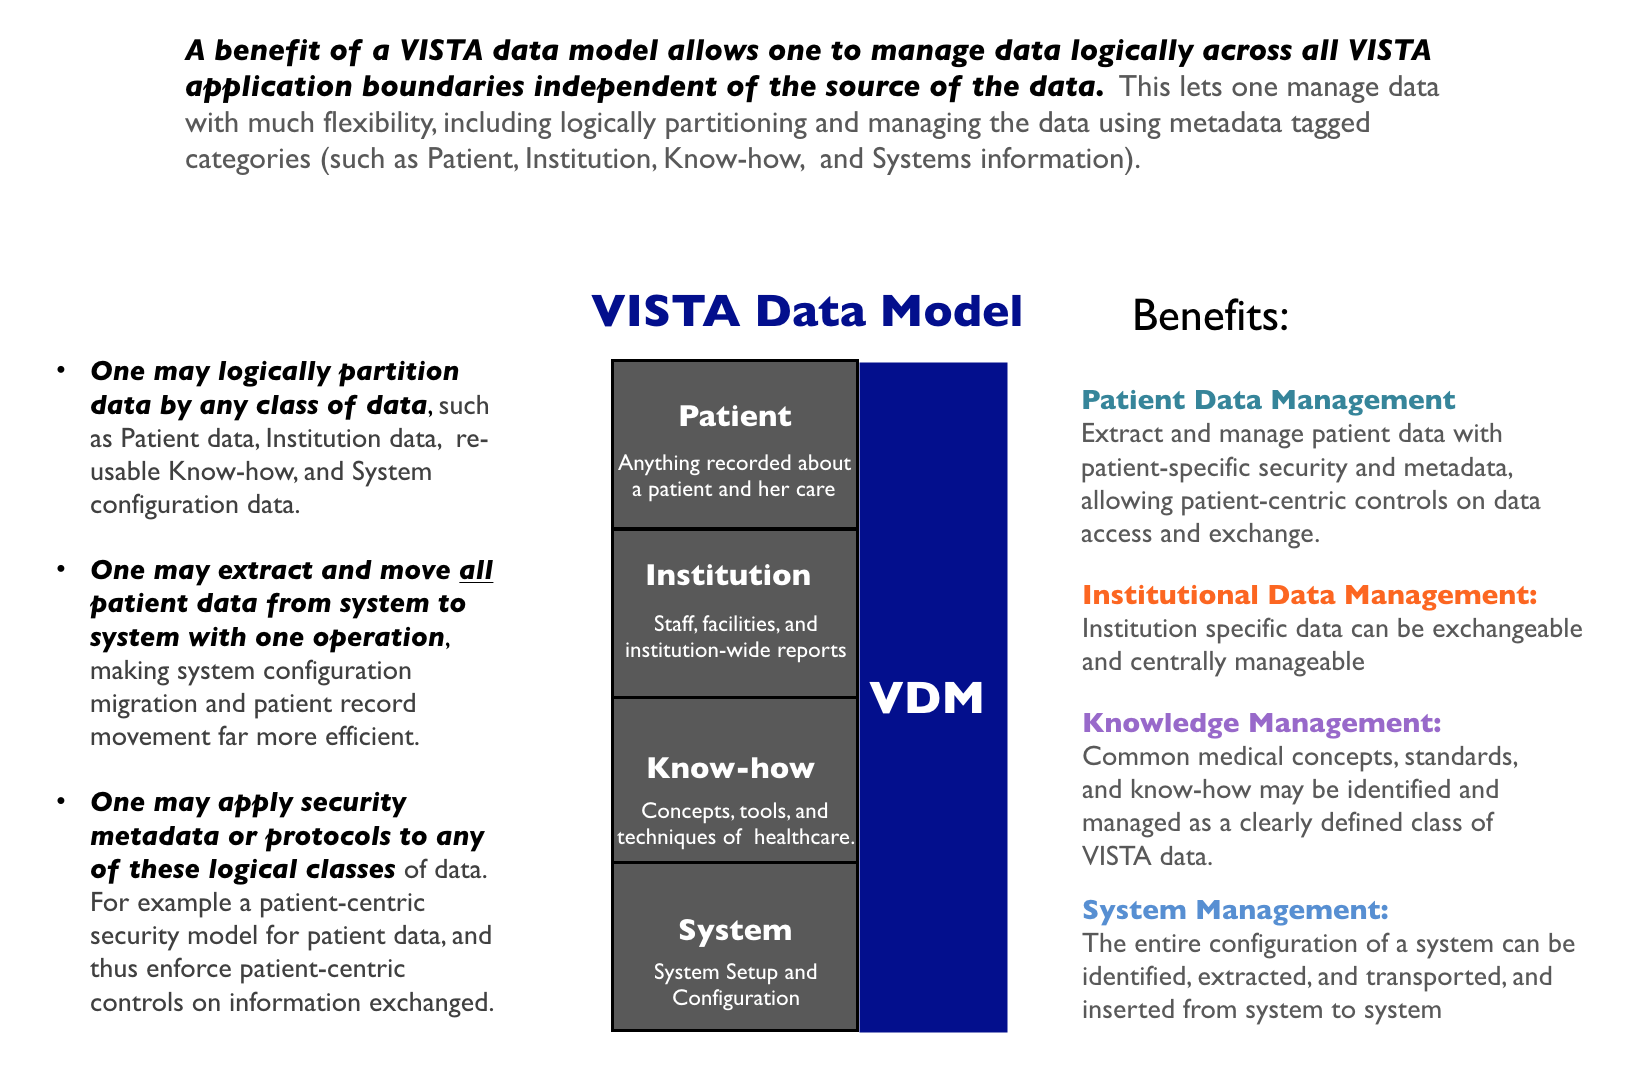 A benefit of a VISTA data model allows one to manage data logically across all VISTA
application boundaries independent of the source of the data. This lets one manage data
with much flexibility, including logically partitioning and managing the data using metadata tagged
categories (such as Patient, Institution, Know-how, and Systems information).
• One may logically partition
data by any class of data, such
as Patient data, Institution data, re-
usable Know-how, and System
configuration data.
• One may extract and move all
patient data from system to
system with one operation,
making system configuration
migration and patient record
movement far more efficient.
• One may apply security
metadata or protocols to any
of these logical classes of data.
For example a patient-centric
security model for patient data, and
thus enforce patient-centric
controls on information exchanged.
VISTA Data Model
Patient
Anything recorded about
a patient and her care
Institution
Staff, facilities, and
institution-wide reports
Know-how
Concepts, tools, and
techniques of healthcare.
System
System Setup and
Configuration
VDM
Benefits:
Patient Data Management
Extract and manage patient data with
patient-specific security and metadata,
allowing patient-centric controls on data
access and exchange.
Institutional Data Management:
Institution specific data can be exchangeable
and centrally manageable
Knowledge Management:
Common medical concepts, standards,
and know-how may be identified and
managed as a clearly defined class of
VISTA data.
System Management:
The entire configuration of a system can be
identified, extracted, and transported, and
inserted from system to system